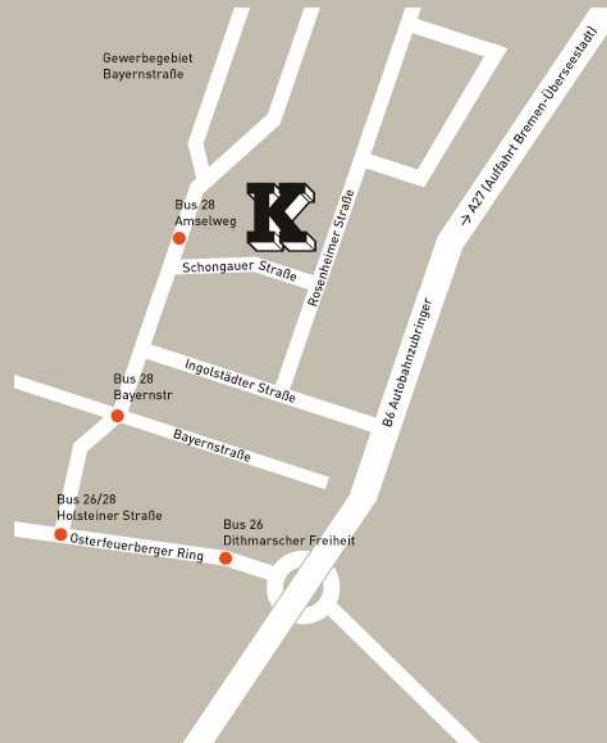 Gewerbegebiet
Bayernstraße
→ A27 (Auffahrt Bremen-Überseestadt)
Bus 28
Amselweg
K
Rosenheimer Straße
Schongauer Straße
B6 Autobahnzubringer
Ingolstädter Straße
Bus 28
Bayernstr
Bayernstraße
Bus 26/28
Holsteiner Straße
Bus 26
Dithmarscher Freiheit
Osterfeuerberger Ring